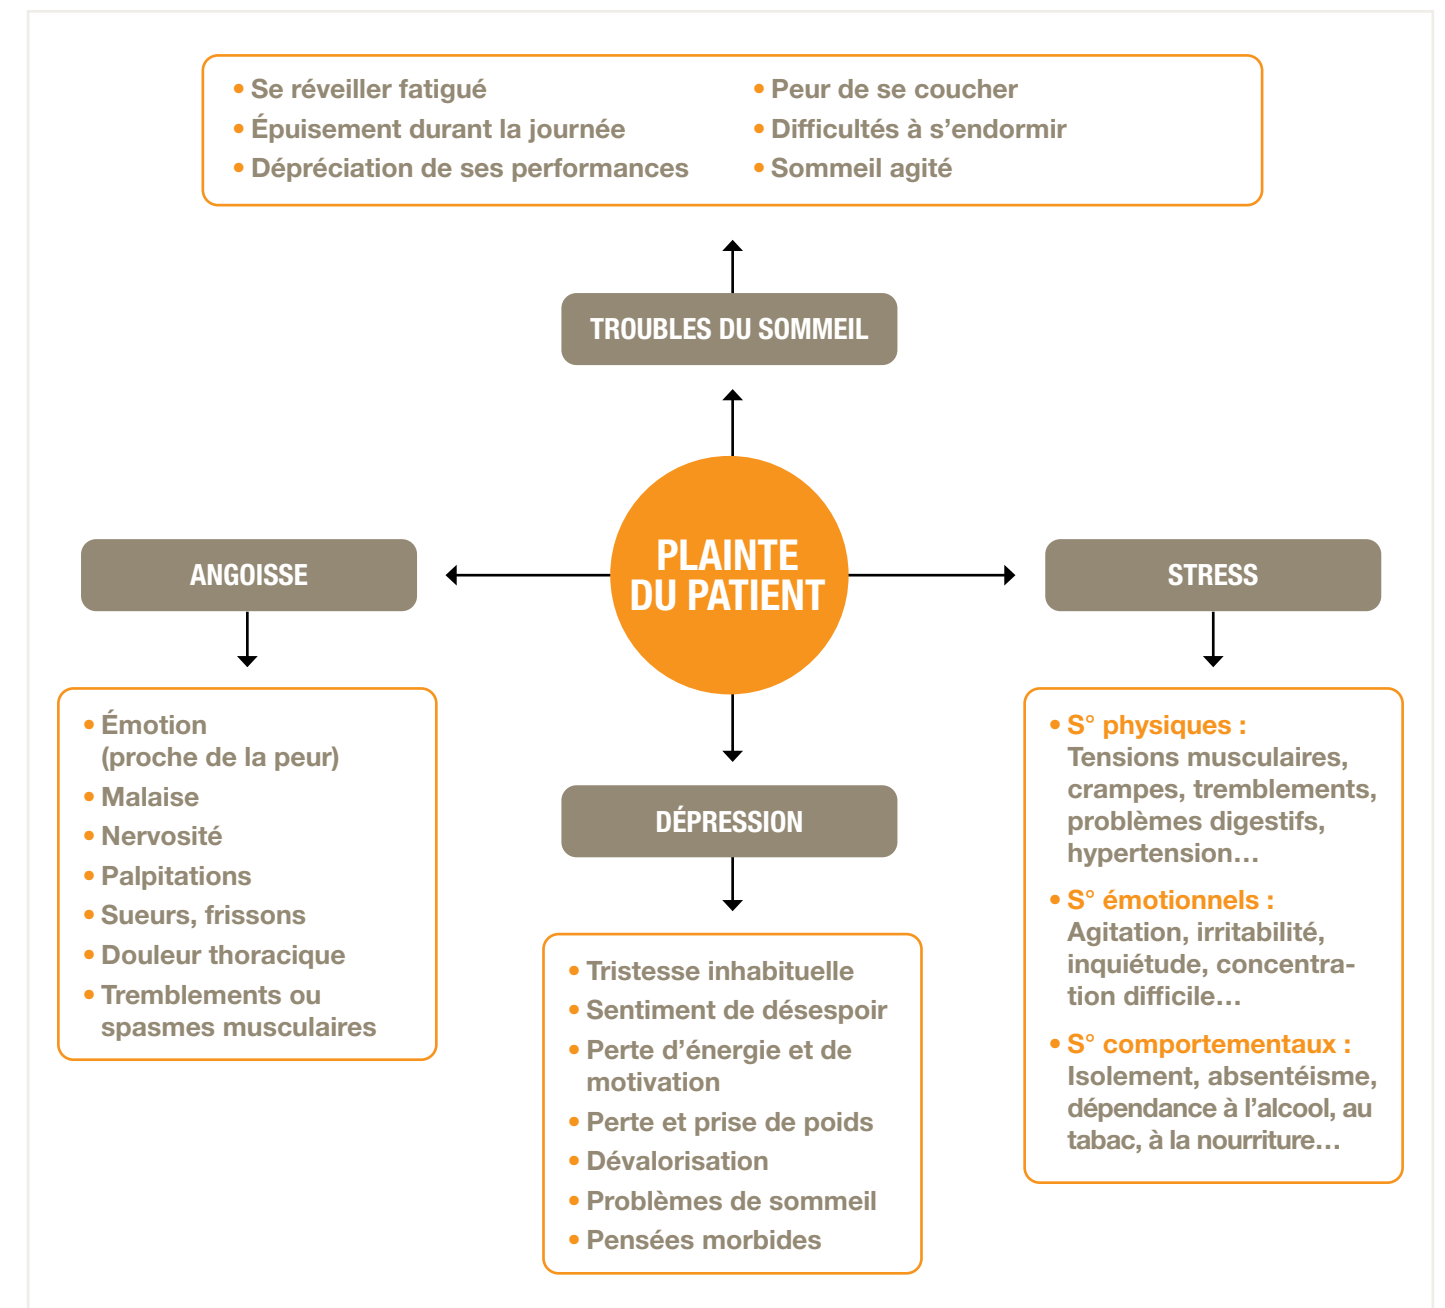 • Se réveiller fatigué
• Épuisement durant la journée
• Dépréciation de ses performances
• Peur de se coucher
• Difficultés à s’endormir
• Sommeil agité
TROUBLES DU SOMMEIL
PLAINTE
DU PATIENT
ANGOISSE
• Émotion
(proche de la peur)
• Malaise
• Nervosité
• Palpitations
• Sueurs, frissons
• Douleur thoracique
• Tremblements ou
spasmes musculaires
DÉPRESSION
• Tristesse inhabituelle
• Sentiment de désespoir
• Perte d’énergie et de
motivation
• Perte et prise de poids
• Dévalorisation
• Problèmes de sommeil
• Pensées morbides
STRESS
• S° physiques :
Tensions musculaires,
crampes, tremblements,
problèmes digestifs,
hypertension…
• S° émotionnels :
Agitation, irritabilité,
inquiétude, concentra-
tion difficile…
• S° comportementaux :
Isolement, absentéisme,
dépendance à l’alcool, au
tabac, à la nourriture…